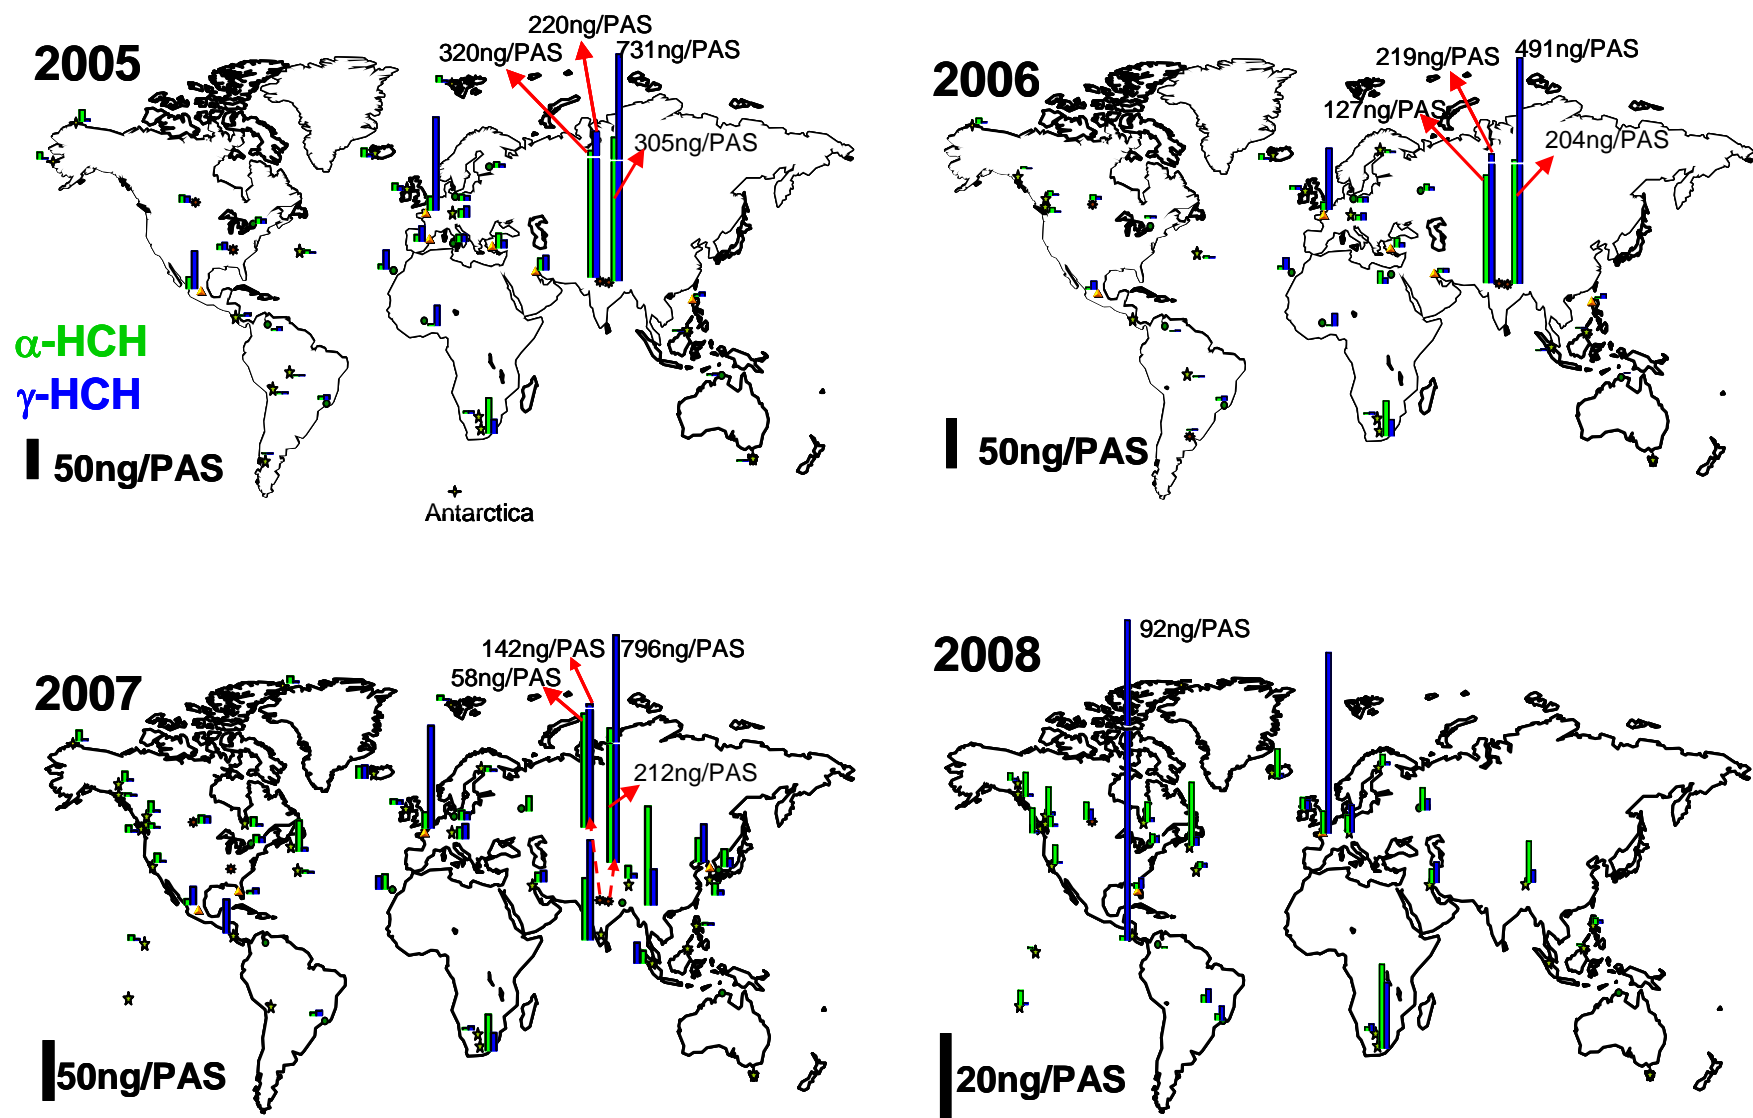 2005
320ng/PAS
220ng/PAS
731ng/PAS
305ng/PAS
α-HCH
γ-HCH
50ng/PAS
Antarctica
2006
219ng/PAS
491ng/PAS
127ng/PAS
204ng/PAS
50ng/PAS
2007
142ng/PAS
796ng/PAS
58ng/PAS
212ng/PAS
50ng/PAS
2008
92ng/PAS
20ng/PAS